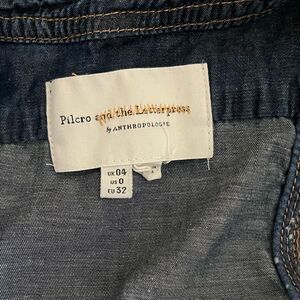 Pilcro and the Letterpress
By ANTHROPOLOGIE
UK 04
US 0
EU 32